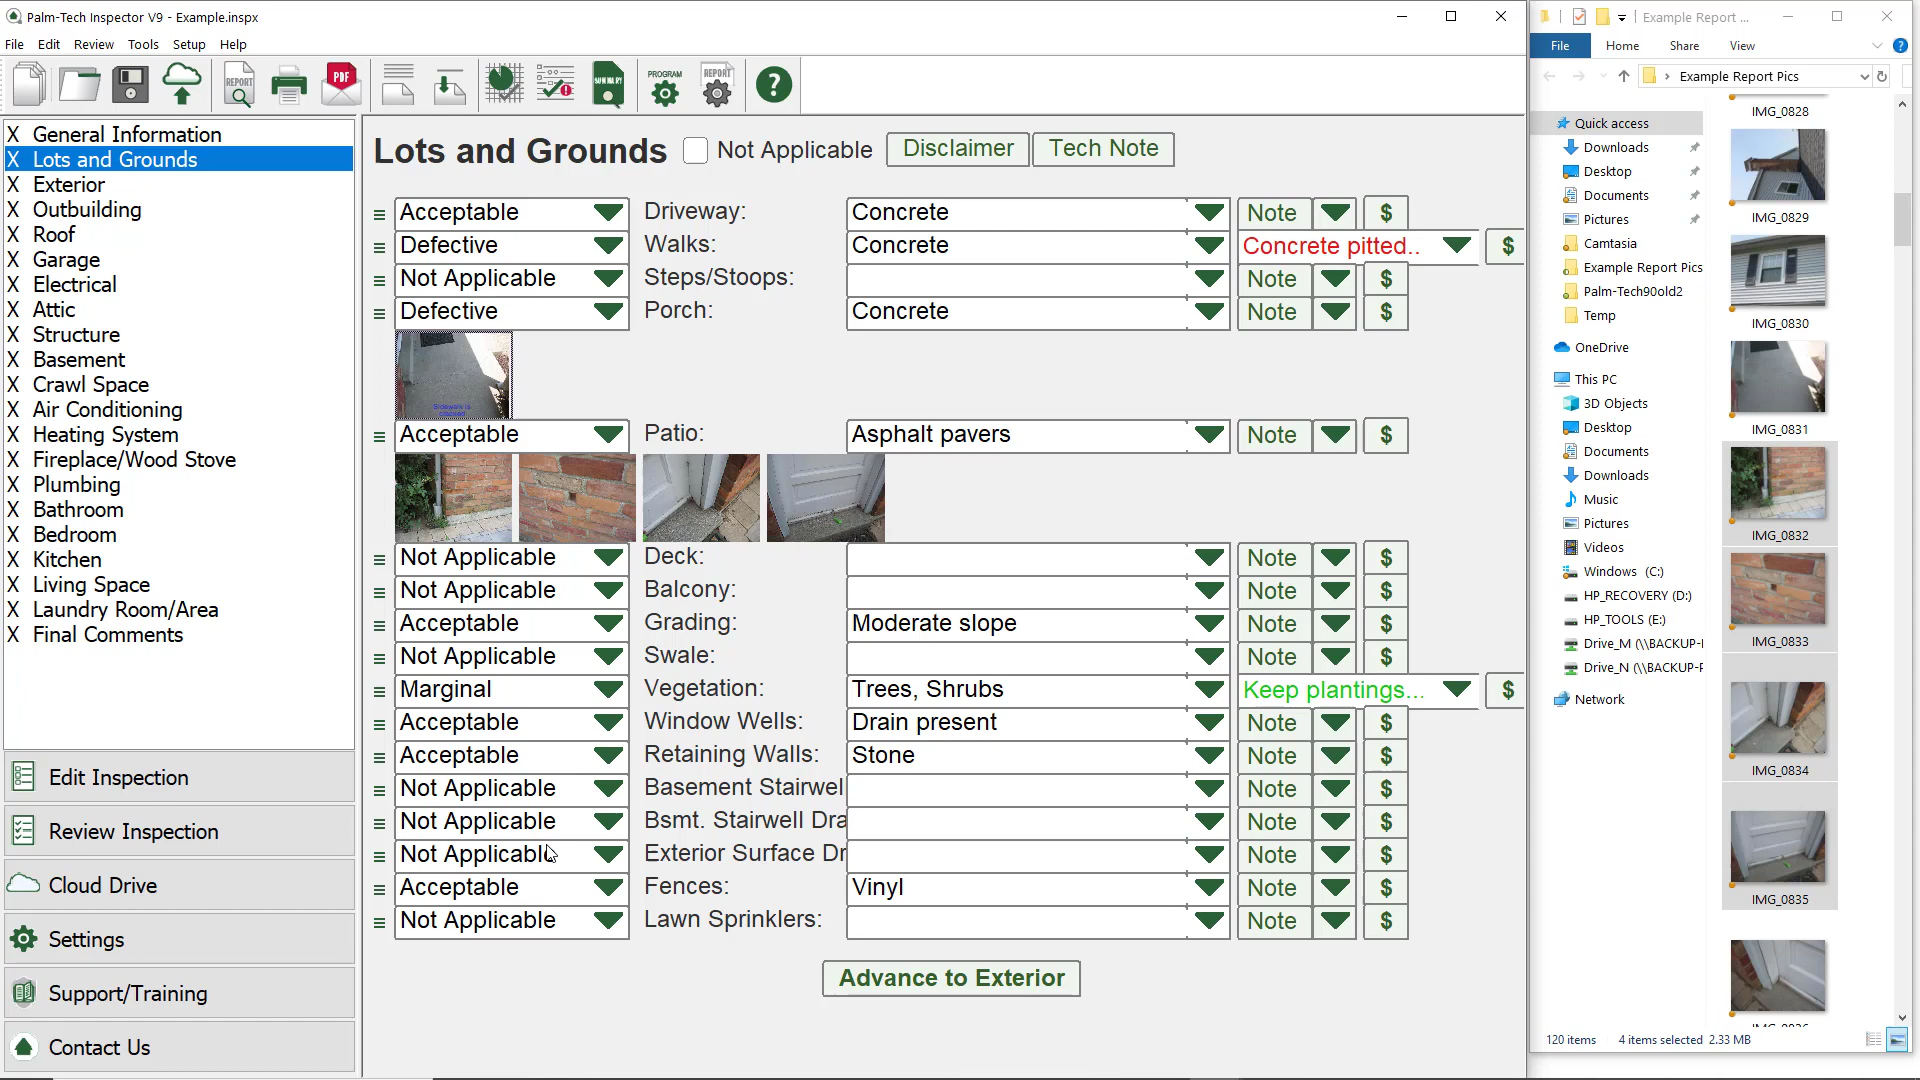 Palm-Tech Inspector V9 - Example.inspx
File Edit Review Tools Setup Help
REPORT PDF SUMMARY PROGRAM REPORT ?
X General Information
X Lots and Grounds
X Exterior
X Outbuilding
X Roof
X Garage
X Electrical
X Attic
X Structure
X Basement
X Crawl Space
X Air Conditioning
X Heating System
X Fireplace/Wood Stove
X Plumbing
X Bathroom
X Bedroom
X Kitchen
X Living Space
X Laundry Room/Area
X Final Comments
Edit Inspection
Review Inspection
Cloud Drive
Settings
Support/Training
Contact Us
Lots and Grounds Not Applicable Disclaimer Tech Note
Acceptable Driveway: Concrete Note $
Defective Walks: Concrete Concrete pitted.. $
Not Applicable Steps/Stoops: Note $
Defective Porch: Concrete Note $
Sidewalk is
cracked
Acceptable Patio: Asphalt pavers Note $
Not Applicable Deck: Note $
Not Applicable Balcony: Note $
Acceptable Grading: Moderate slope Note $
Not Applicable Swale: Note $
Marginal Vegetation: Trees, Shrubs Keep plantings... $
Acceptable Window Wells: Drain present Note $
Acceptable Retaining Walls: Stone Note $
Not Applicable Basement Stairwel Note $
Not Applicable Bsmt. Stairwell Dra Note $
Not Applicable Exterior Surface Dr Note $
Acceptable Fences: Vinyl Note $
Not Applicable Lawn Sprinklers: Note $
Advance to Exterior
Example Report ...
File Home Share View ?
Example Report Pics
Quick access
Downloads
Desktop
Documents
Pictures
Camtasia
Example Report Pics
Palm-Tech90old2
Temp
OneDrive
This PC
3D Objects
Desktop
Documents
Downloads
Music
Pictures
Videos
Windows (C:)
HP_RECOVERY (D:)
HP_TOOLS (E:)
Drive_M (\\BACKUP-
Drive_N (\\BACKUP-F
Network
IMG_0828
IMG_0829
IMG_0830
IMG_0831
IMG_0832
IMG_0833
IMG_0834
IMG_0835
120 items 4 items selected 2.33 MB